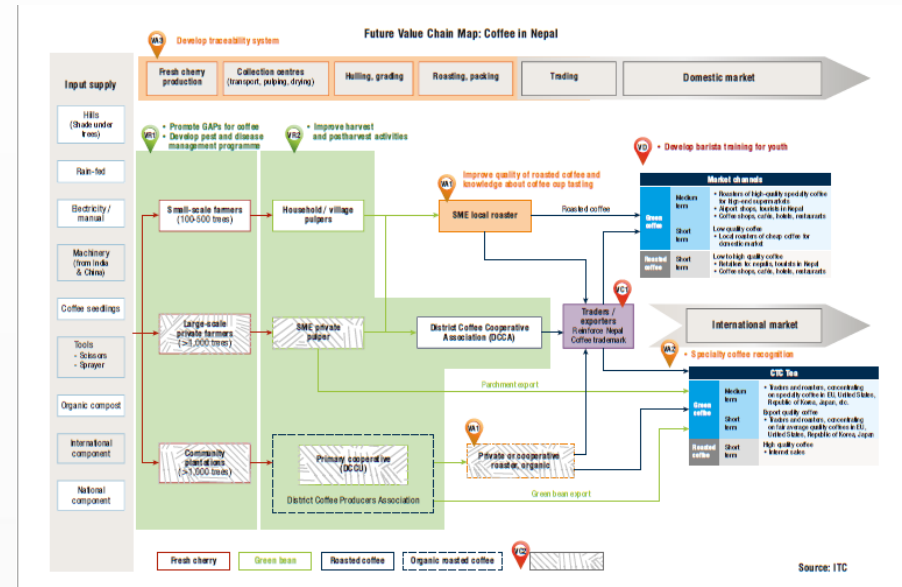 Future Value Chain Map: Coffee in Nepal
VA3
Develop traceability system
Input supply
Fresh cherry
production
Collection centres
(transport, pulping, drying)
Hulling, grading
Roasting, packing
Trading
Domestic market
Hills
(Shade under
trees)
Rain-fed
Electricity /
manual
Machinery
(from India
& China)
Coffee seedlings
Tools
- Scissors
- Sprayer
Organic compost
International
component
National
component
VR1
• Promote GAPs for coffee
• Develop pest and disease
management programme
VR2
• Improve harvest
and postharvest activities
VA1
Improve quality of roasted coffee and
knowledge about coffee cup tasting
VD
• Develop barista training for youth
Small-scale farmers
(100-500 trees)
Household / village
pulpers
SME local roaster
Roasted coffee
Market channels
Green
coffee
Medium
term
• Roasters of high-quality specialty coffee
for high-end supermarkets
• Airport shops, tourists in Nepal
• Coffee shops, cafés, hotels, restaurants
Short
term
Low quality coffee
• Local roasters of cheap coffee for
domestic market
Roasted
coffee
Short
term
Low to high quality coffee
• Retailers to: nepalis, tourists in Nepal
• Coffee shops, cafés, hotels, restaurants
Large-scale
private farmers
(>1,000 trees)
SME private
pulper
District Coffee Cooperative
Association (DCCA)
VC1
Traders /
exporters
Reinforce Nepal
Coffee trademark
International market
VA2
• Specialty coffee recognition
Parchment export
CTC Tea
Green
coffee
Medium
term
• Traders and roasters, concentrating
on specialty coffee in EU, United States,
Republic of Korea, Japan, etc.
Short
term
Export quality coffee
• Traders and roasters, concentrating
on fair average quality coffees in EU,
United States, Republic of Korea, Japan
Roasted
coffee
Short
term
High quality coffee
• Internet sales
Community
plantations
(>1,000 trees)
Primary cooperative
(DCCU)
District Coffee Producers Association
VA1
Private or cooperative
roaster, organic
Green bean export
Fresh cherry
Green bean
Roasted coffee
Organic roasted coffee
VC2
Source: ITC